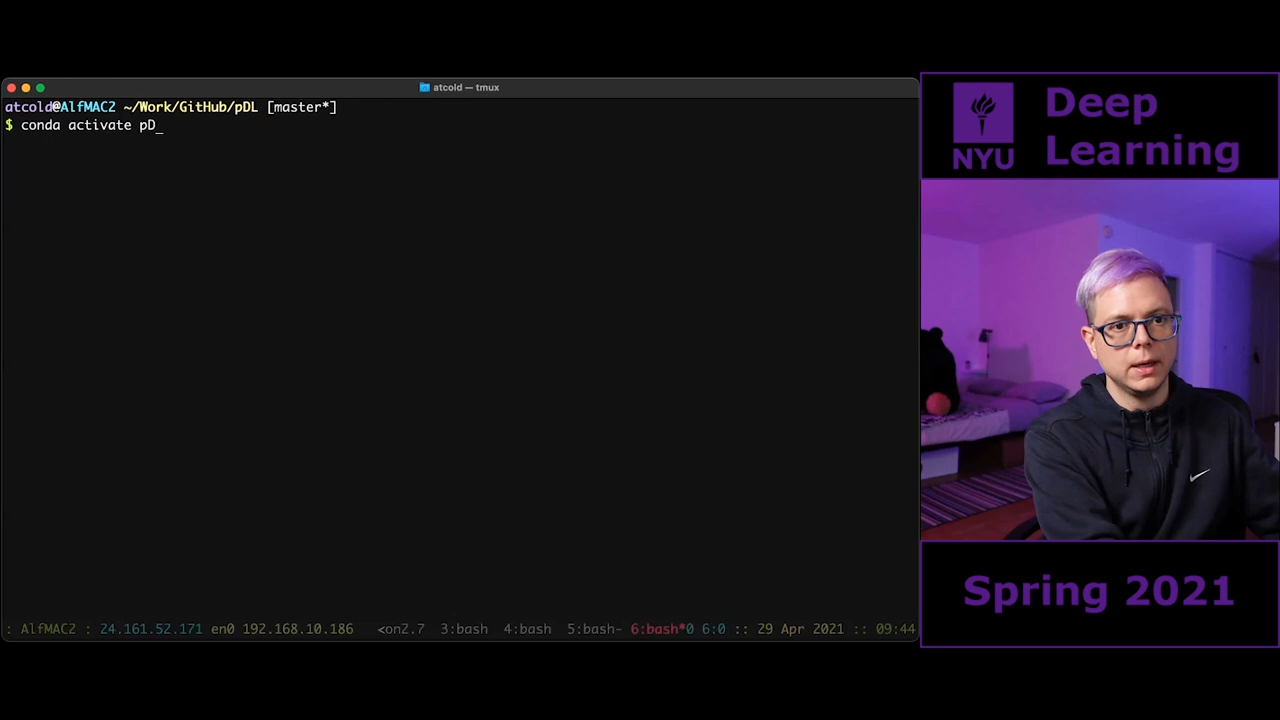 atcold — tmux
atcold@AlfMAC2 ~/Work/GitHub/pDL [master*]
$ conda activate pD_
: AlfMAC2 : 24.161.52.171 en0 192.168.10.186 <on2.7 3:bash 4:bash 5:bash- 6:bash*0 6:0 :: 29 Apr 2021 :: 09:44
NYU
Deep
Learning
Spring 2021